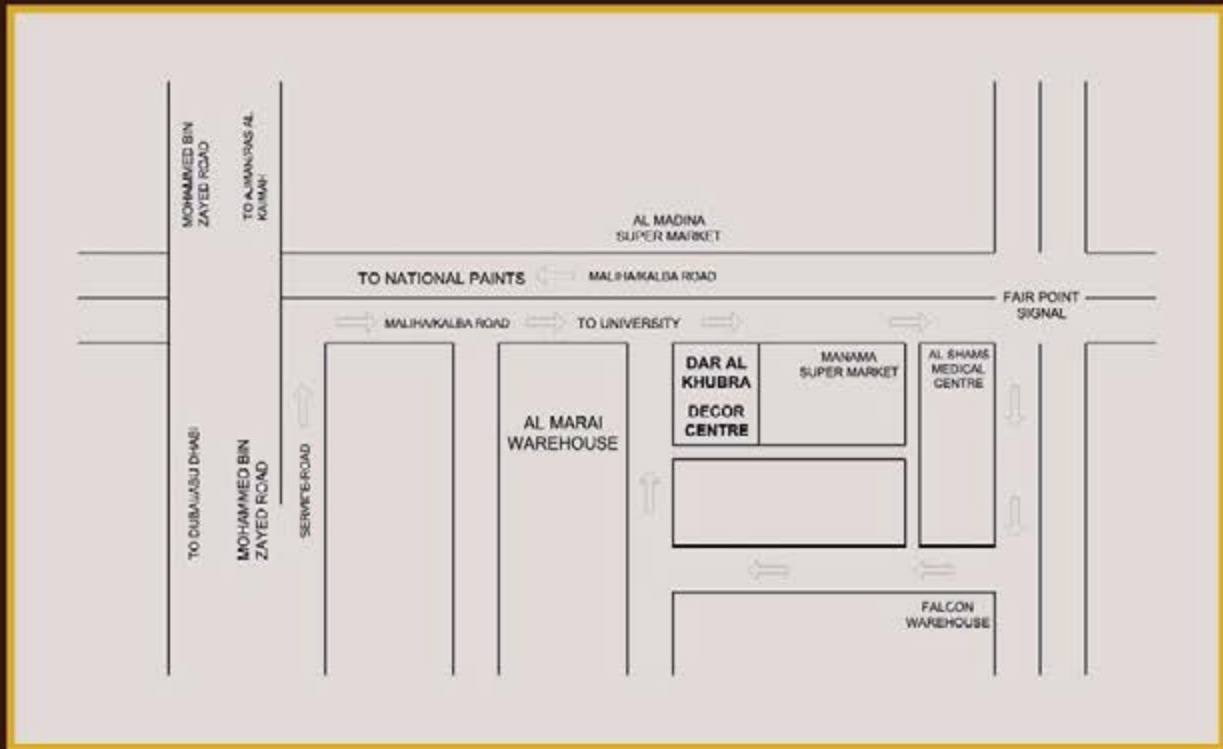 MOHAMMED BIN
ZAYED ROAD
TO AJMAN/RAS AL
KAIMAH
AL MADINA
SUPER MARKET
TO NATIONAL PAINTS
MALIHA/KALBA ROAD
FAIR POINT
SIGNAL
MALIHA/KALBA ROAD
TO UNIVERSITY
DAR AL
KHUBRA
DECOR
CENTRE
MANAMA
SUPER MARKET
AL SHAMS
MEDICAL
CENTRE
AL MARAI
WAREHOUSE
TO DUBAI/ABU DHABI
MOHAMMED BIN
ZAYED ROAD
SERVICE ROAD
FALCON
WAREHOUSE